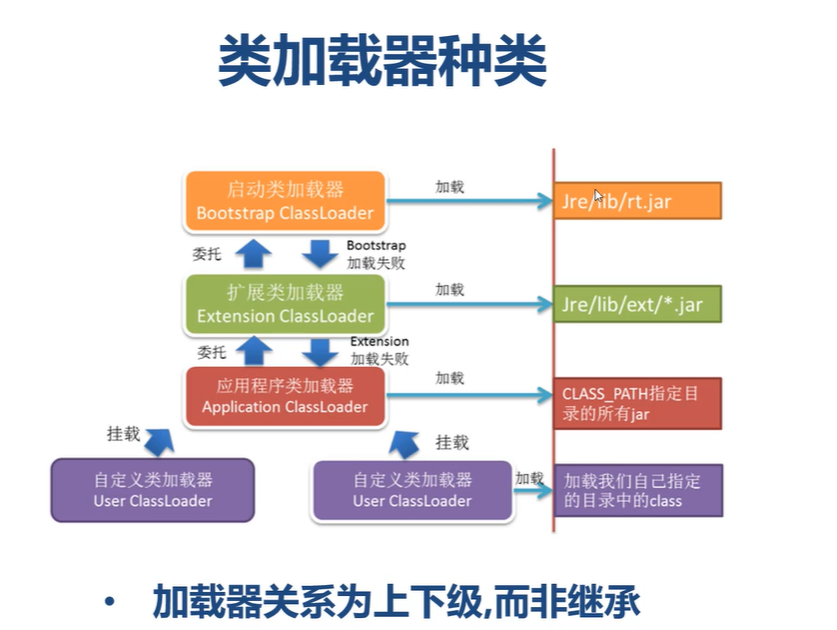 类加载器种类
启动类加载器
Bootstrap ClassLoader
加载
Jre/lib/rt.jar
委托
Bootstrap
加载失败
扩展类加载器
Extension ClassLoader
加载
Jre/lib/ext/*.jar
委托
Extension
加载失败
应用程序类加载器
Application ClassLoader
加载
CLASS_PATH指定目
录的所有jar
挂载
挂载
自定义类加载器
User ClassLoader
自定义类加载器
User ClassLoader
加载
加载我们自己指定
的目录中的class
• 加载器关系为上下级,而非继承